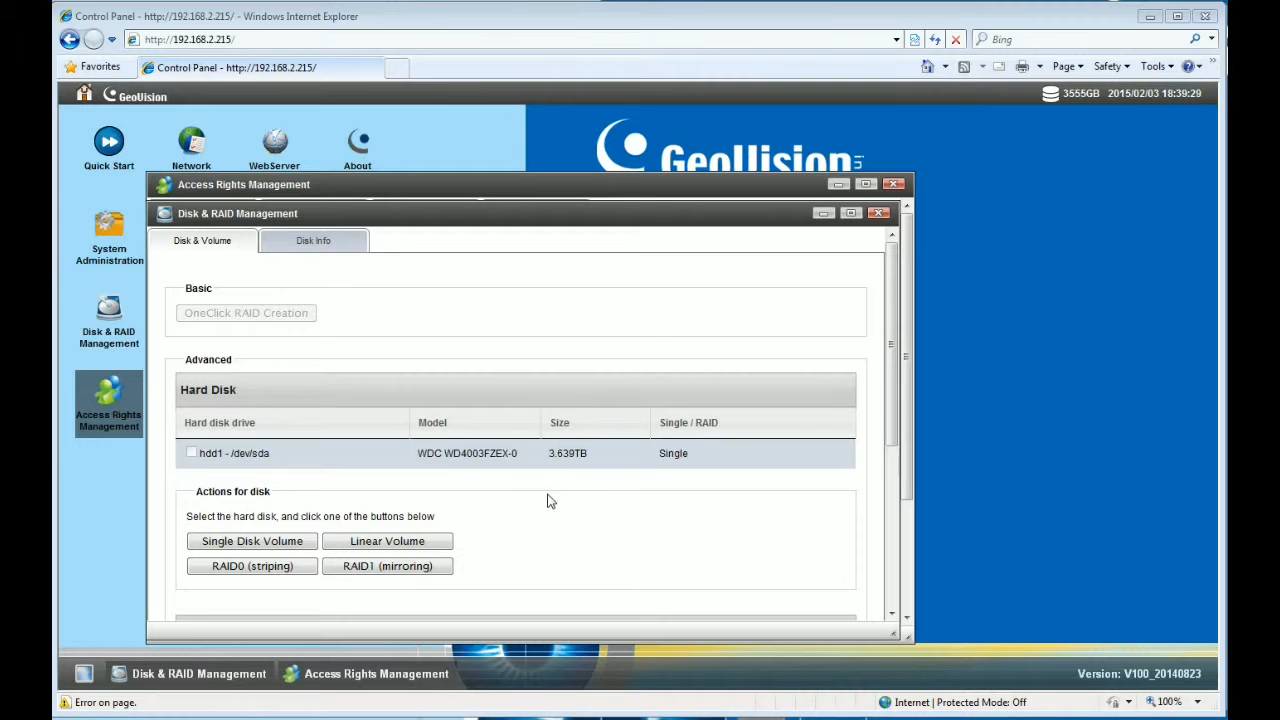 Control Panel - http://192.168.2.215/ - Windows Internet Explorer
http://192.168.2.215/
Bing
Favorites
Control Panel - http://192.168.2.215/
Page
Safety
Tools
GeoVision
3555GB 2015/02/03 18:39:29
Quick Start
Network
WebServer
About
GeoVision
Access Rights Management
Disk & RAID Management
Disk & Volume
Disk Info
System
Administration
Basic
OneClick RAID Creation
Disk & RAID
Management
Advanced
Hard Disk
Hard disk drive Model Size Single / RAID
hdd1 - /dev/sda WDC WD4003FZEX-0 3.639TB Single
Access Rights
Management
Actions for disk
Select the hard disk, and click one of the buttons below
Single Disk Volume Linear Volume
RAID0 (striping) RAID1 (mirroring)
Disk & RAID Management
Access Rights Management
Version: V100_20140823
Error on page.
Internet | Protected Mode: Off
100%